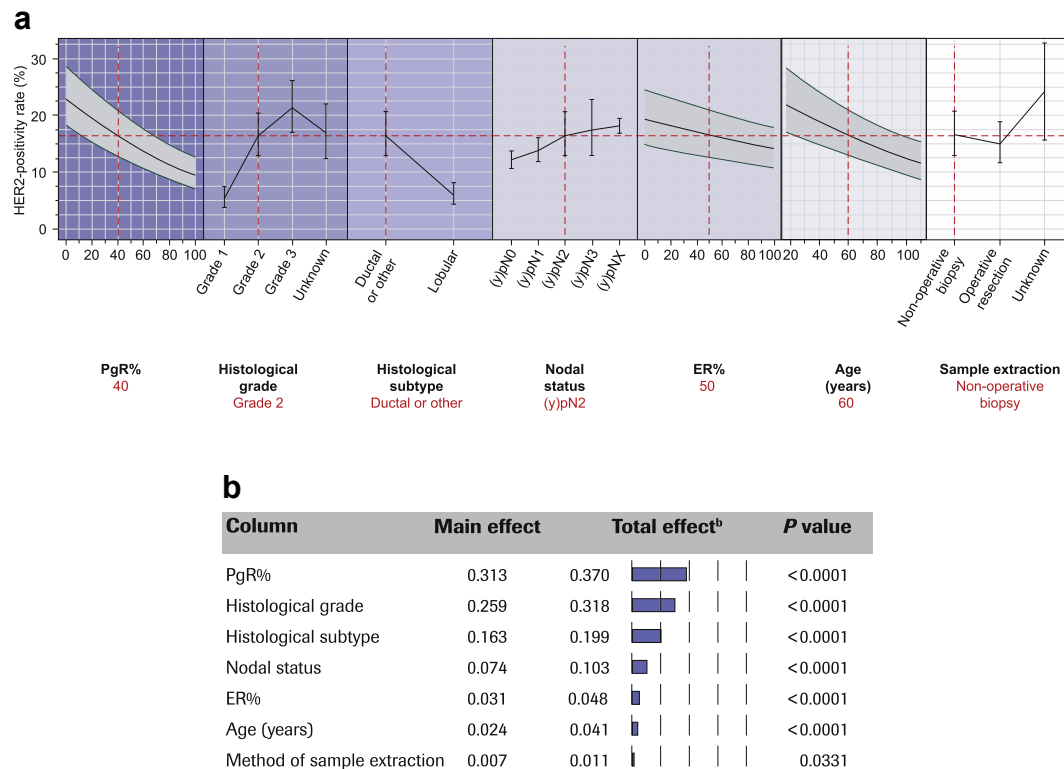 a
HER2-positivity rate (%)
30
20
10
0
0 20 40 60 80 100
Grade 1
Grade 2
Grade 3
Unknown
Ductal
or other
Lobular
(y)pN0
(y)pN1
(y)pN2
(y)pN3
(y)pNX
0 20 40 60 80 100
20 40 60 80 100
Non-operative
biopsy
Operative
resection
Unknown
PgR%
40
Histological
grade
Grade 2
Histological
subtype
Ductal or other
Nodal
status
(y)pN2
ER%
50
Age
(years)
60
Sample extraction
Non-operative
biopsy
b
Column Main effect Total effectᵇ P value
PgR% 0.313 0.370 <0.0001
Histological grade 0.259 0.318 <0.0001
Histological subtype 0.163 0.199 <0.0001
Nodal status 0.074 0.103 <0.0001
ER% 0.031 0.048 <0.0001
Age (years) 0.024 0.041 <0.0001
Method of sample extraction 0.007 0.011 0.0331